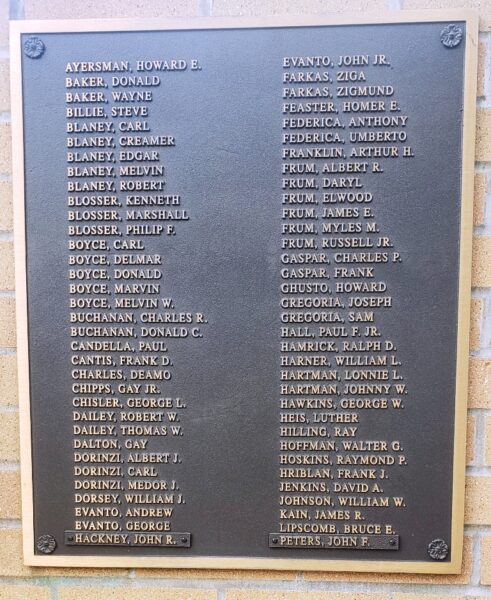 AYERSMAN, HOWARD E.
BAKER, DONALD
BAKER, WAYNE
BILLIE, STEVE
BLANEY, CARL
BLANEY, CREAMER
BLANEY, EDGAR
BLANEY, MELVIN
BLANEY, ROBERT
BLOSSER, KENNETH
BLOSSER, MARSHALL
BLOSSER, PHILIP F.
BOYCE, CARL
BOYCE, DELMAR
BOYCE, DONALD
BOYCE, MARVIN
BOYCE, MELVIN W.
BUCHANAN, CHARLES R.
BUCHANAN, DONALD C.
CANDELLA, PAUL
CANTIS, FRANK D.
CHARLES, DEAMO
CHIPPS, GAY JR.
CHISLER, GEORGE L.
DAILEY, ROBERT W.
DAILEY, THOMAS W.
DALTON, GAY
DORINZI, ALBERT J.
DORINZI, CARL
DORINZI, MEDOR J.
DORSEY, WILLIAM J.
EVANTO, ANDREW
EVANTO, GEORGE
HACKNEY, JOHN R.
EVANTO, JOHN JR.
FARKAS, ZIGA
FARKAS, ZIGMUND
FEASTER, HOMER E.
FEDERICA, ANTHONY
FEDERICA, UMBERTO
FRANKLIN, ARTHUR H.
FRUM, ALBERT R.
FRUM, DARYL
FRUM, ELWOOD
FRUM, JAMES E.
FRUM, MYLES M.
FRUM, RUSSELL JR.
GASPAR, CHARLES P.
GASPAR, FRANK
GHUSTO, HOWARD
GREGORIA, JOSEPH
GREGORIA, SAM
HALL, PAUL F. JR.
HAMRICK, RALPH D.
HARNER, WILLIAM L.
HARTMAN, LONNIE L.
HARTMAN, JOHNNY W.
HAWKINS, GEORGE W.
HEIS, LUTHER
HILLING, RAY
HOFFMAN, WALTER G.
HOSKINS, RAYMOND P.
HRIBLAN, FRANK J.
JENKINS, DAVID A.
JOHNSON, WILLIAM W.
KAIN, JAMES R.
LIPSCOMB, BRUCE E.
PETERS, JOHN F.